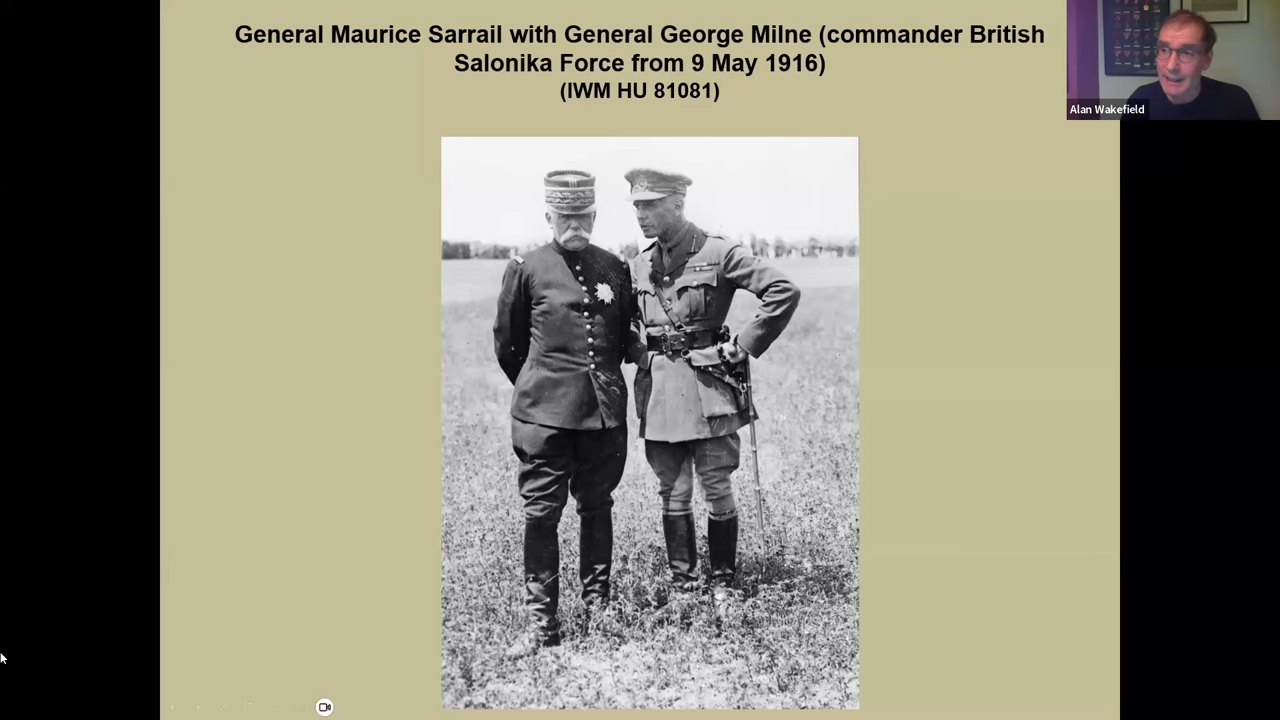 General Maurice Sarrail with General George Milne (commander British
Salonika Force from 9 May 1916)
(IWM HU 81081)
Alan Wakefield